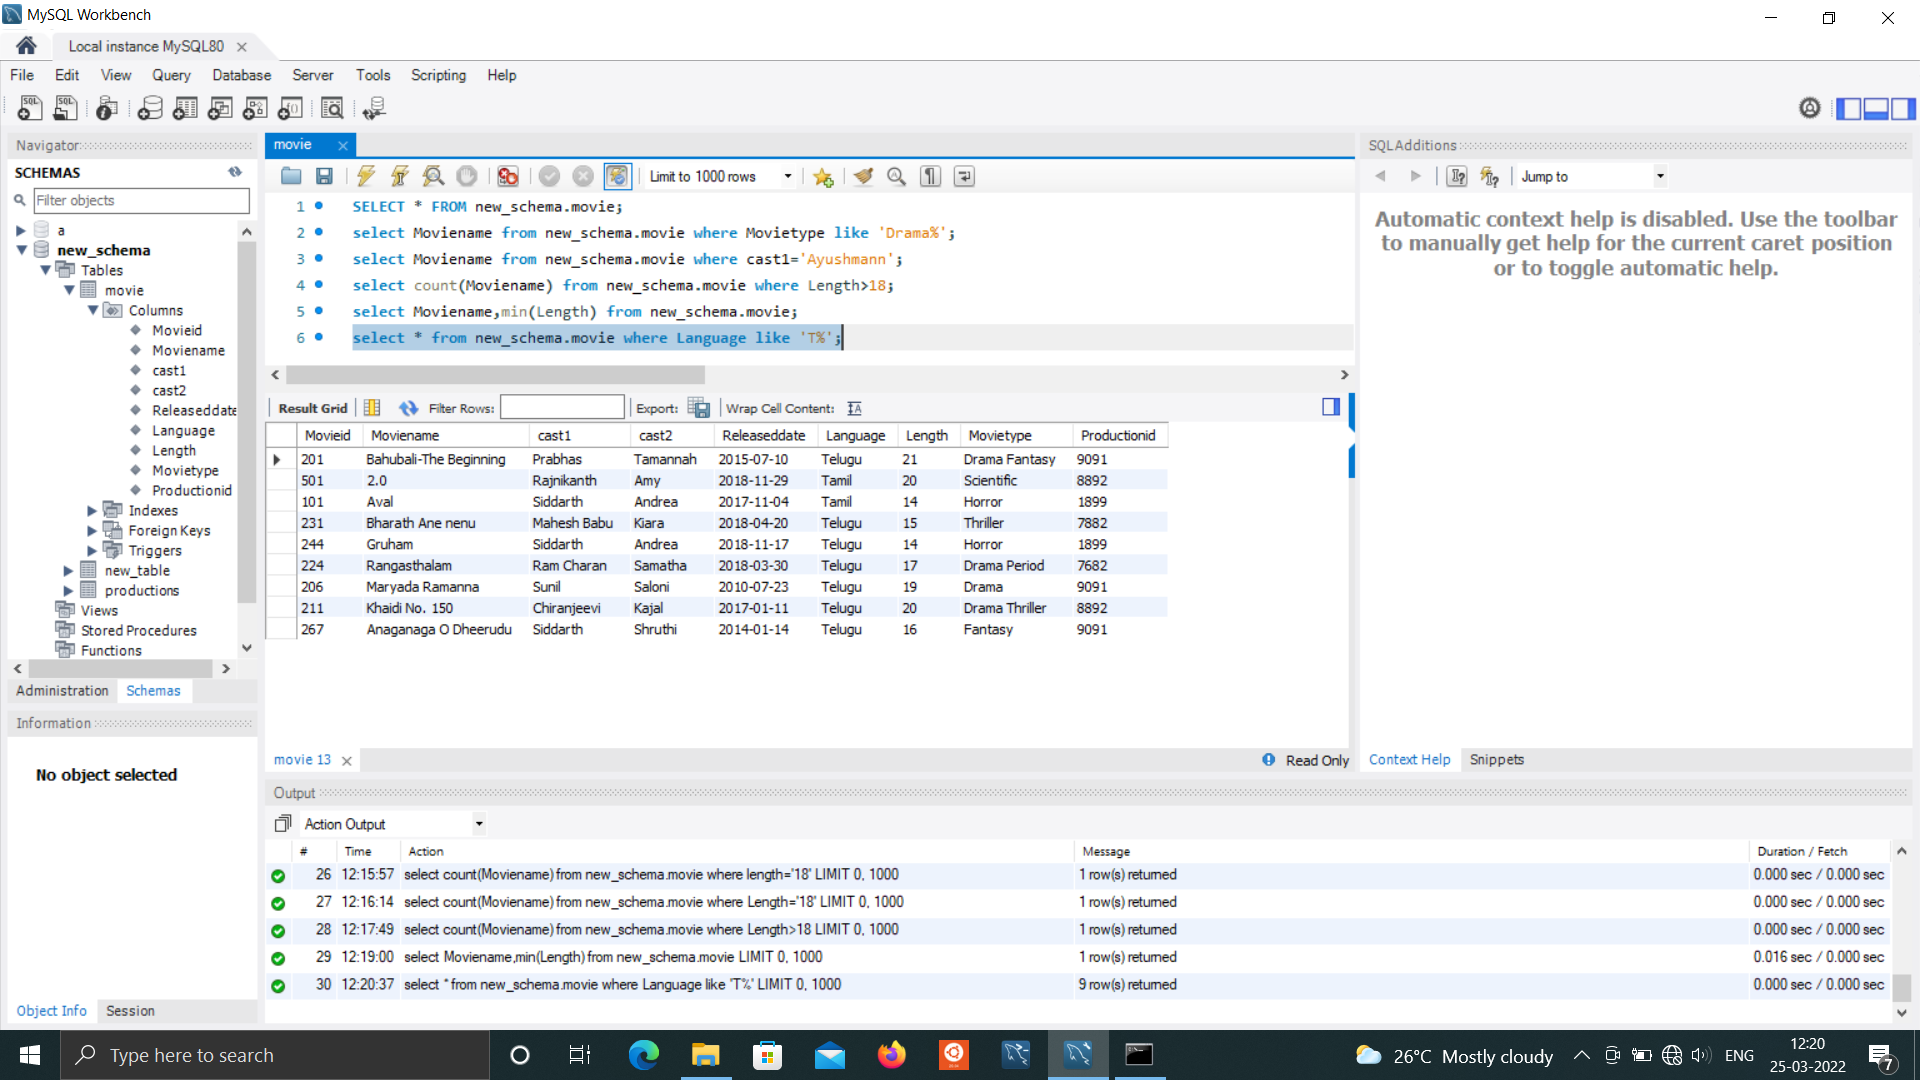 MySQL Workbench
Local instance MySQL80
File Edit View Query Database Server Tools Scripting Help
Navigator
SCHEMAS
Filter objects
a
new_schema
Tables
movie
Columns
Movieid
Moviename
cast1
cast2
Releaseddate
Language
Length
Movietype
Productionid
Indexes
Foreign Keys
Triggers
new_table
productions
Views
Stored Procedures
Functions
Administration Schemas
Information
No object selected
Object Info Session
movie
Limit to 1000 rows
1 SELECT * FROM new_schema.movie;
2 select Moviename from new_schema.movie where Movietype like 'Drama%';
3 select Moviename from new_schema.movie where cast1='Ayushmann';
4 select count(Moviename) from new_schema.movie where Length>18;
5 select Moviename,min(Length) from new_schema.movie;
6 select * from new_schema.movie where Language like 'T%';
Result Grid Filter Rows: Export: Wrap Cell Content:
Movieid Moviename cast1 cast2 Releaseddate Language Length Movietype Productionid
201 Bahubali-The Beginning Prabhas Tamannah 2015-07-10 Telugu 21 Drama Fantasy 9091
501 2.0 Rajnikanth Amy 2018-11-29 Tamil 20 Scientific 8892
101 Aval Siddarth Andrea 2017-11-04 Tamil 14 Horror 1899
231 Bharath Ane nenu Mahesh Babu Kiara 2018-04-20 Telugu 15 Thriller 7882
244 Gruham Siddarth Andrea 2018-11-17 Telugu 14 Horror 1899
224 Rangasthalam Ram Charan Samatha 2018-03-30 Telugu 17 Drama Period 7682
206 Maryada Ramanna Sunil Saloni 2010-07-23 Telugu 19 Drama 9091
211 Khaidi No. 150 Chiranjeevi Kajal 2017-01-11 Telugu 20 Drama Thriller 8892
267 Anaganaga O Dheerudu Siddarth Shruthi 2014-01-14 Telugu 16 Fantasy 9091
movie 13
Read Only
SQLAdditions
Jump to
Automatic context help is disabled. Use the toolbar
to manually get help for the current caret position
or to toggle automatic help.
Context Help Snippets
Output
Action Output
# Time Action Message Duration / Fetch
26 12:15:57 select count(Moviename) from new_schema.movie where length='18' LIMIT 0, 1000 1 row(s) returned 0.000 sec / 0.000 sec
27 12:16:14 select count(Moviename) from new_schema.movie where Length='18' LIMIT 0, 1000 1 row(s) returned 0.000 sec / 0.000 sec
28 12:17:49 select count(Moviename) from new_schema.movie where Length>18 LIMIT 0, 1000 1 row(s) returned 0.000 sec / 0.000 sec
29 12:19:00 select Moviename,min(Length) from new_schema.movie LIMIT 0, 1000 1 row(s) returned 0.016 sec / 0.000 sec
30 12:20:37 select * from new_schema.movie where Language like 'T%' LIMIT 0, 1000 9 row(s) returned 0.000 sec / 0.000 sec
Type here to search
26°C Mostly cloudy
ENG
12:20
25-03-2022
7